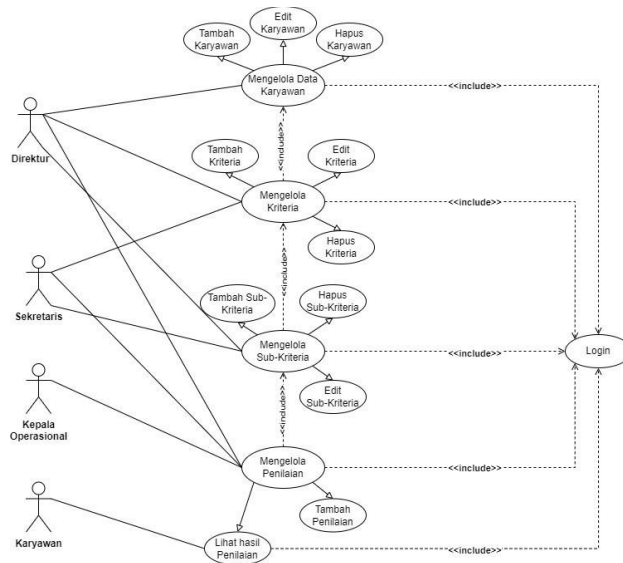 Edit
Karyawan
Tambah
Karyawan
Hapus
Karyawan
Mengelola Data
Karyawan
<<include>>
Direktur
<<include>>
Tambah
Kriteria
Edit
Kriteria
Mengelola
Kriteria
<<include>>
Hapus
Kriteria
Sekretaris
<<include>>
Tambah Sub-
Kriteria
Hapus
Sub-Kriteria
Mengelola
Sub-Kriteria
<<include>>
Login
Edit
Sub-Kriteria
Kepala
Operasional
<<include>>
Mengelola
Penilaian
<<include>>
Tambah
Penilaian
Karyawan
Lihat hasil
Penilaian
<<include>>